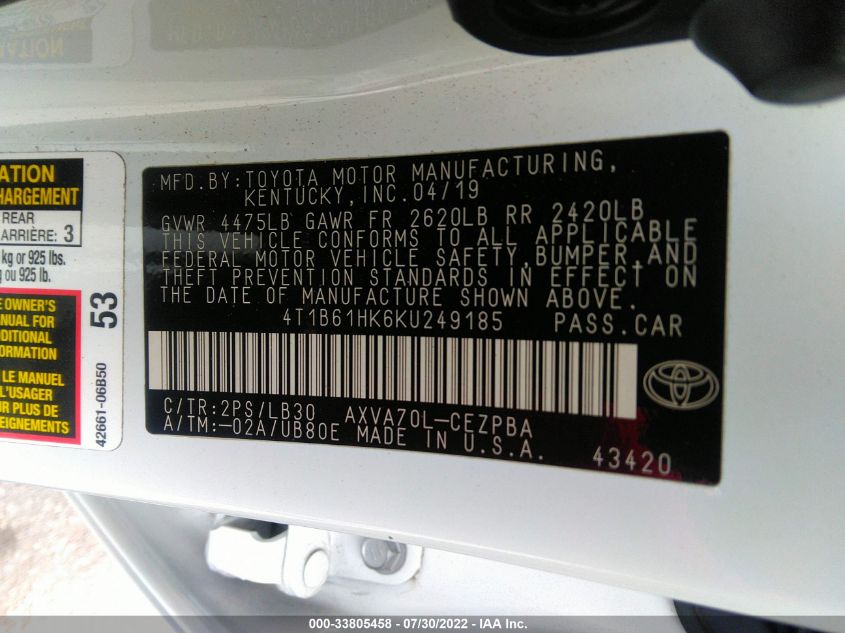 MFD.BY:TOYOTA MOTOR MANUFACTURING,
KENTUCKY,INC.04/19
GVWR 4475LB GAWR FR 2620LB RR 2420LB
THIS VEHICLE CONFORMS TO ALL APPLICABLE
FEDERAL MOTOR VEHICLE SAFETY,BUMPER,AND
THEFT PREVENTION STANDARDS IN EFFECT ON
THE DATE OF MANUFACTURE SHOWN ABOVE.
4T1B61HK6KU249185 PASS.CAR
C/TR:2PS/LB30 AXVA70L-CEZPBA
A/TM:-02A/UB80E MADE IN U.S.A.
43420
ATION
HARGEMENT
REAR
ARRIÈRE: 3
kg or 925 lbs.
g ou 925 lb.
E OWNER'S
ANUAL FOR
DDITIONAL
FORMATION
LE MANUEL
L'USAGER
UR PLUS DE
EIGNEMENTS
53
42661-06B50
000-33805458 - 07/30/2022 - IAA Inc.